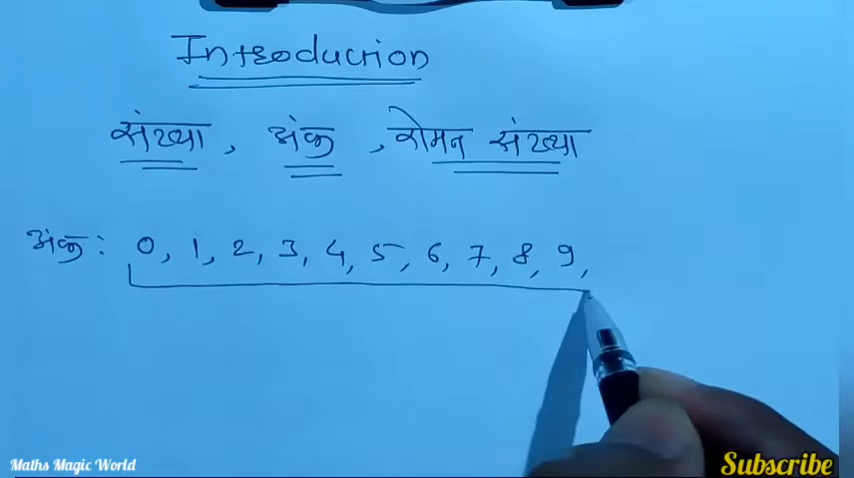 Introduction
संख्या, अंक, रोमन संख्या
अंक: 0, 1, 2, 3, 4, 5, 6, 7, 8, 9,
Maths Magic World
Subscribe